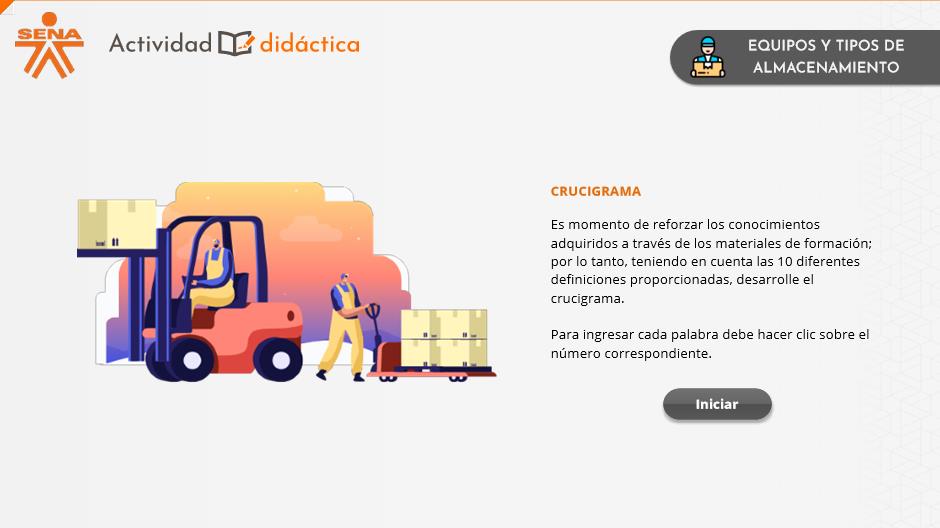 SENA
Actividad didáctica
EQUIPOS Y TIPOS DE
ALMACENAMIENTO
CRUCIGRAMA
Es momento de reforzar los conocimientos
adquiridos a través de los materiales de formación;
por lo tanto, teniendo en cuenta las 10 diferentes
definiciones proporcionadas, desarrolle el
crucigrama.
Para ingresar cada palabra debe hacer clic sobre el
número correspondiente.
Iniciar